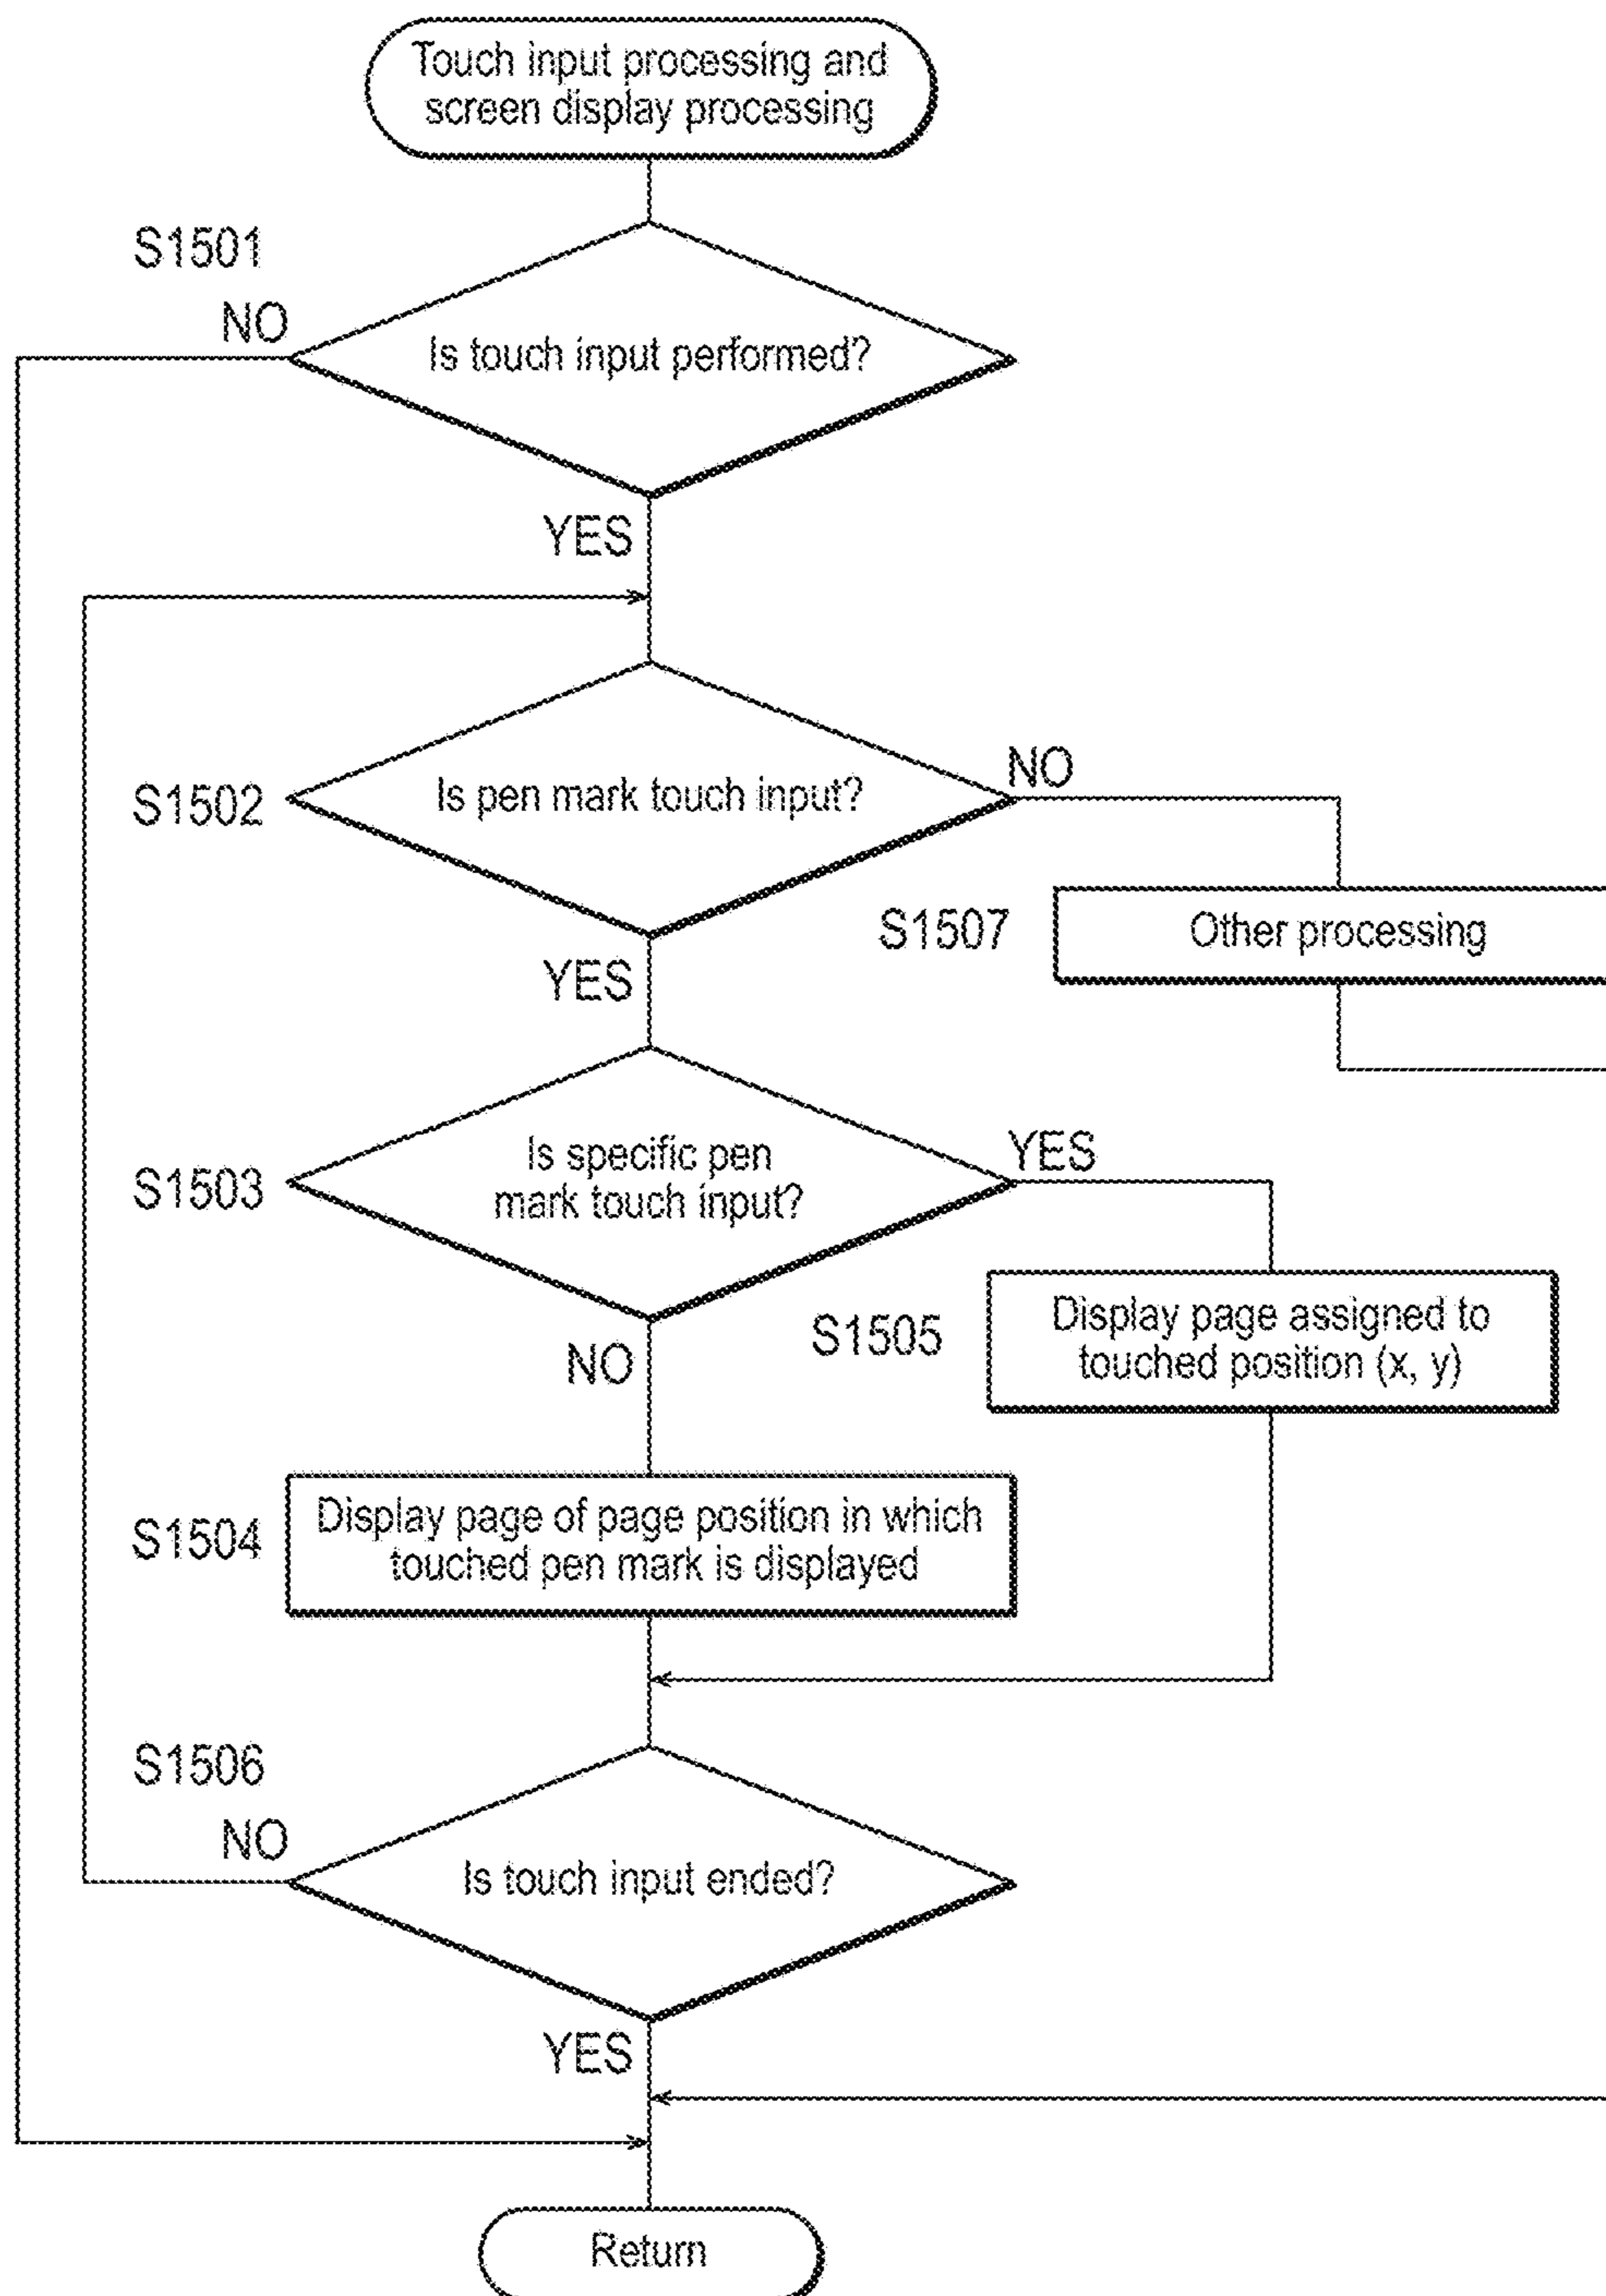 Touch input processing and
screen display processing
S1501
NO
Is touch input performed?
YES
S1502
Is pen mark touch input?
NO
S1507
Other processing
YES
S1503
Is specific pen
mark touch input?
YES
S1505
Display page assigned to
touched position (x, y)
NO
S1504
Display page of page position in which
touched pen mark is displayed
S1506
NO
Is touch input ended?
YES
Return